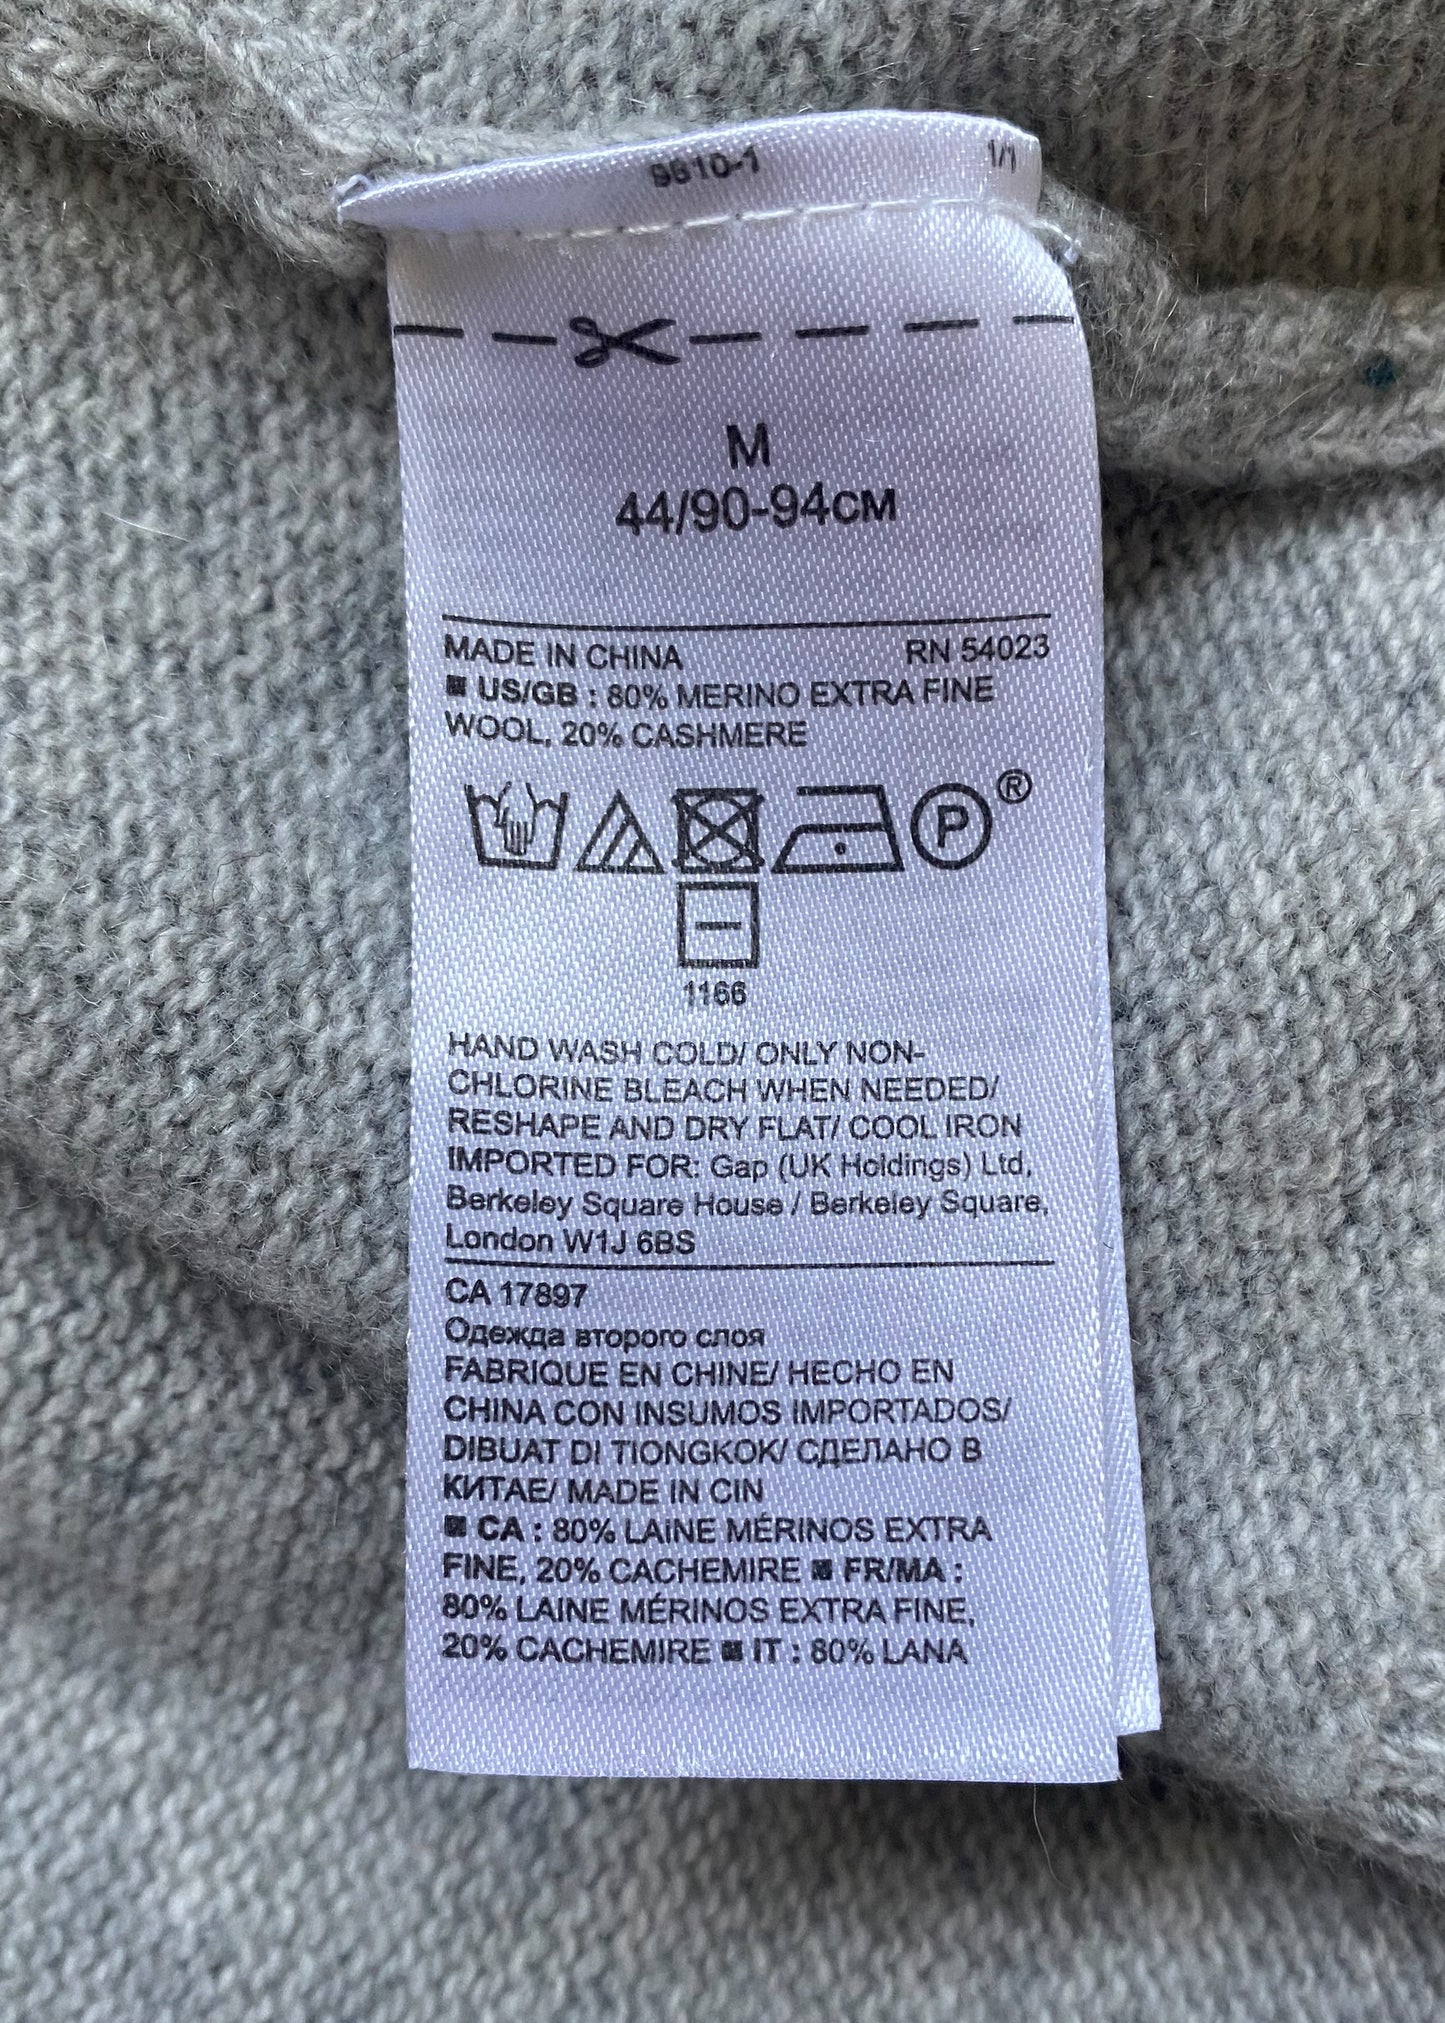 9610-1 1/1
M
44/90-94см
MADE IN CHINA RN 54023
■ US/GB : 80% MERINO EXTRA FINE
WOOL, 20% CASHMERE
P ®
1166
HAND WASH COLD/ ONLY NON-
CHLORINE BLEACH WHEN NEEDED/
RESHAPE AND DRY FLAT/ COOL IRON
IMPORTED FOR: Gap (UK Holdings) Ltd,
Berkeley Square House / Berkeley Square,
London W1J 6BS
CA 17897
Одежда второго слоя
FABRIQUE EN CHINE/ HECHO EN
CHINA CON INSUMOS IMPORTADOS/
DIBUAT DI TIONGKOK/ СДЕЛАНО В
КИТАЕ/ MADE IN CIN
■ CA : 80% LAINE MÉRINOS EXTRA
FINE, 20% CACHEMIRE ■ FR/MA :
80% LAINE MÉRINOS EXTRA FINE,
20% CACHEMIRE ■ IT : 80% LANA